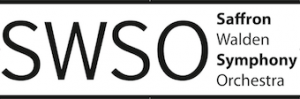 SWSO
Saffron
Walden
Symphony
Orchestra